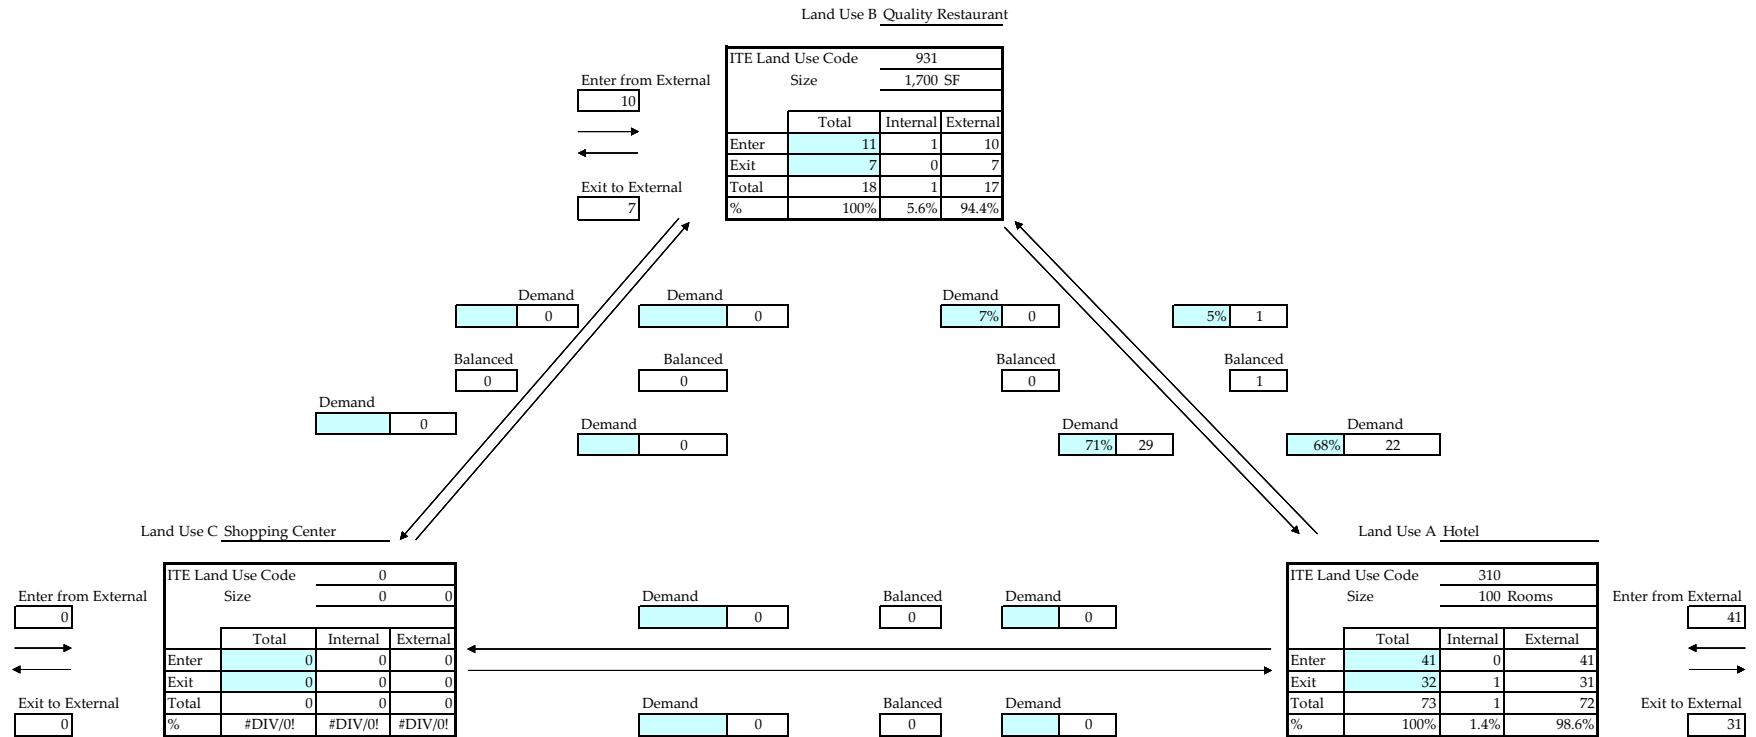 Land Use B Quality Restaurant
ITE Land Use Code 931
Enter from External Size 1,700 SF
10
Total Internal External
Enter 11 1 10
Exit 7 0 7
Exit to External Total 18 1 17
7 % 100% 5.6% 94.4%
Demand Demand Demand
0 0 7% 0 5% 1
Balanced Balanced Balanced Balanced
0 0 0 1
Demand
0
Demand Demand Demand
0 71% 29 68% 22
Land Use C Shopping Center Land Use A Hotel
ITE Land Use Code 0 ITE Land Use Code 310
Enter from External Size 0 0 Demand Balanced Demand Size 100 Rooms Enter from External
0 0 0 0 41
Total Internal External Total Internal External
Enter 0 0 0 Enter 41 0 41
Exit 0 0 0 Exit 32 1 31
Exit to External Total 0 0 0 Demand Balanced Demand Total 73 1 72 Exit to External
0 % #DIV/0! #DIV/0! #DIV/0! 0 0 0 % 100% 1.4% 98.6% 31